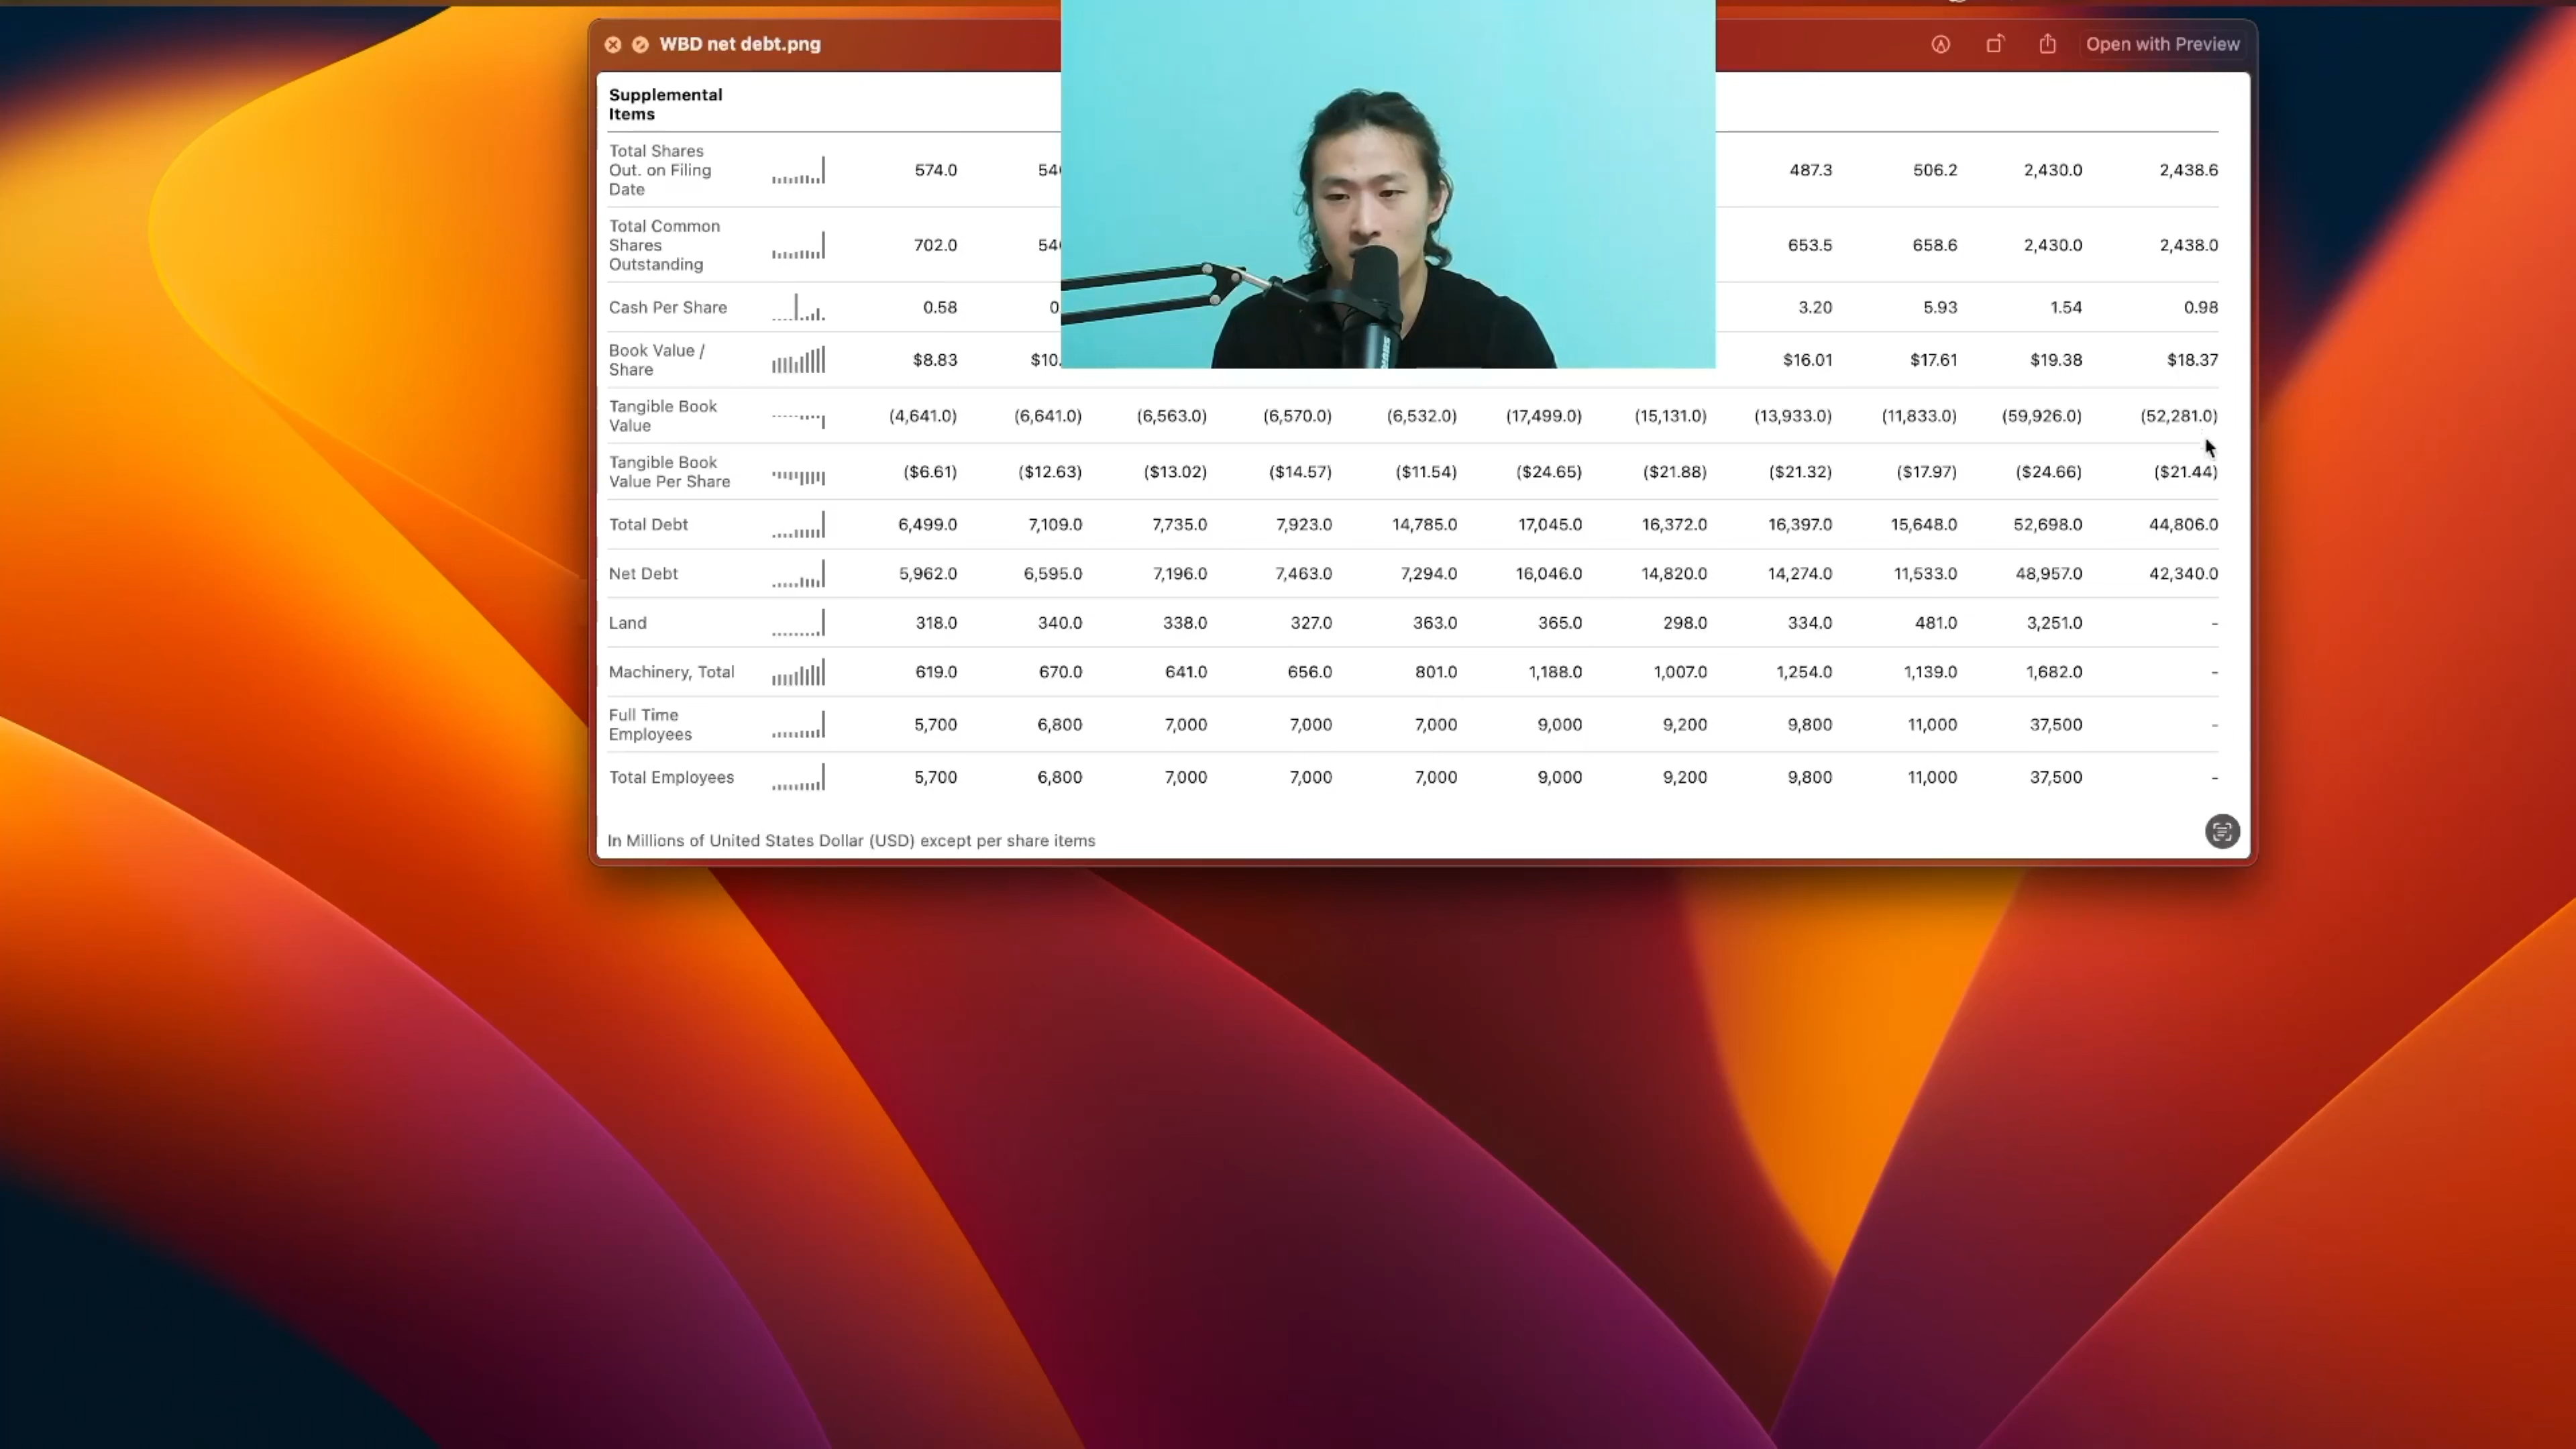 WBD net debt.png
Open with Preview
Supplemental
Items
Total Shares
Out. on Filing
Date
574.0 487.3 506.2 2,430.0 2,438.6
Total Common
Shares
Outstanding
702.0 653.5 658.6 2,430.0 2,438.0
Cash Per Share 0.58 3.20 5.93 1.54 0.98
Book Value /
Share
$8.83 $10. $16.01 $17.61 $19.38 $18.37
Tangible Book
Value
(4,641.0) (6,641.0) (6,563.0) (6,570.0) (6,532.0) (17,499.0) (15,131.0) (13,933.0) (11,833.0) (59,926.0) (52,281.0)
Tangible Book
Value Per Share
($6.61) ($12.63) ($13.02) ($14.57) ($11.54) ($24.65) ($21.88) ($21.32) ($17.97) ($24.66) ($21.44)
Total Debt 6,499.0 7,109.0 7,735.0 7,923.0 14,785.0 17,045.0 16,372.0 16,397.0 15,648.0 52,698.0 44,806.0
Net Debt 5,962.0 6,595.0 7,196.0 7,463.0 7,294.0 16,046.0 14,820.0 14,274.0 11,533.0 48,957.0 42,340.0
Land 318.0 340.0 338.0 327.0 363.0 365.0 298.0 334.0 481.0 3,251.0 -
Machinery, Total 619.0 670.0 641.0 656.0 801.0 1,188.0 1,007.0 1,254.0 1,139.0 1,682.0 -
Full Time
Employees
5,700 6,800 7,000 7,000 7,000 9,000 9,200 9,800 11,000 37,500 -
Total Employees 5,700 6,800 7,000 7,000 7,000 9,000 9,200 9,800 11,000 37,500 -
In Millions of United States Dollar (USD) except per share items